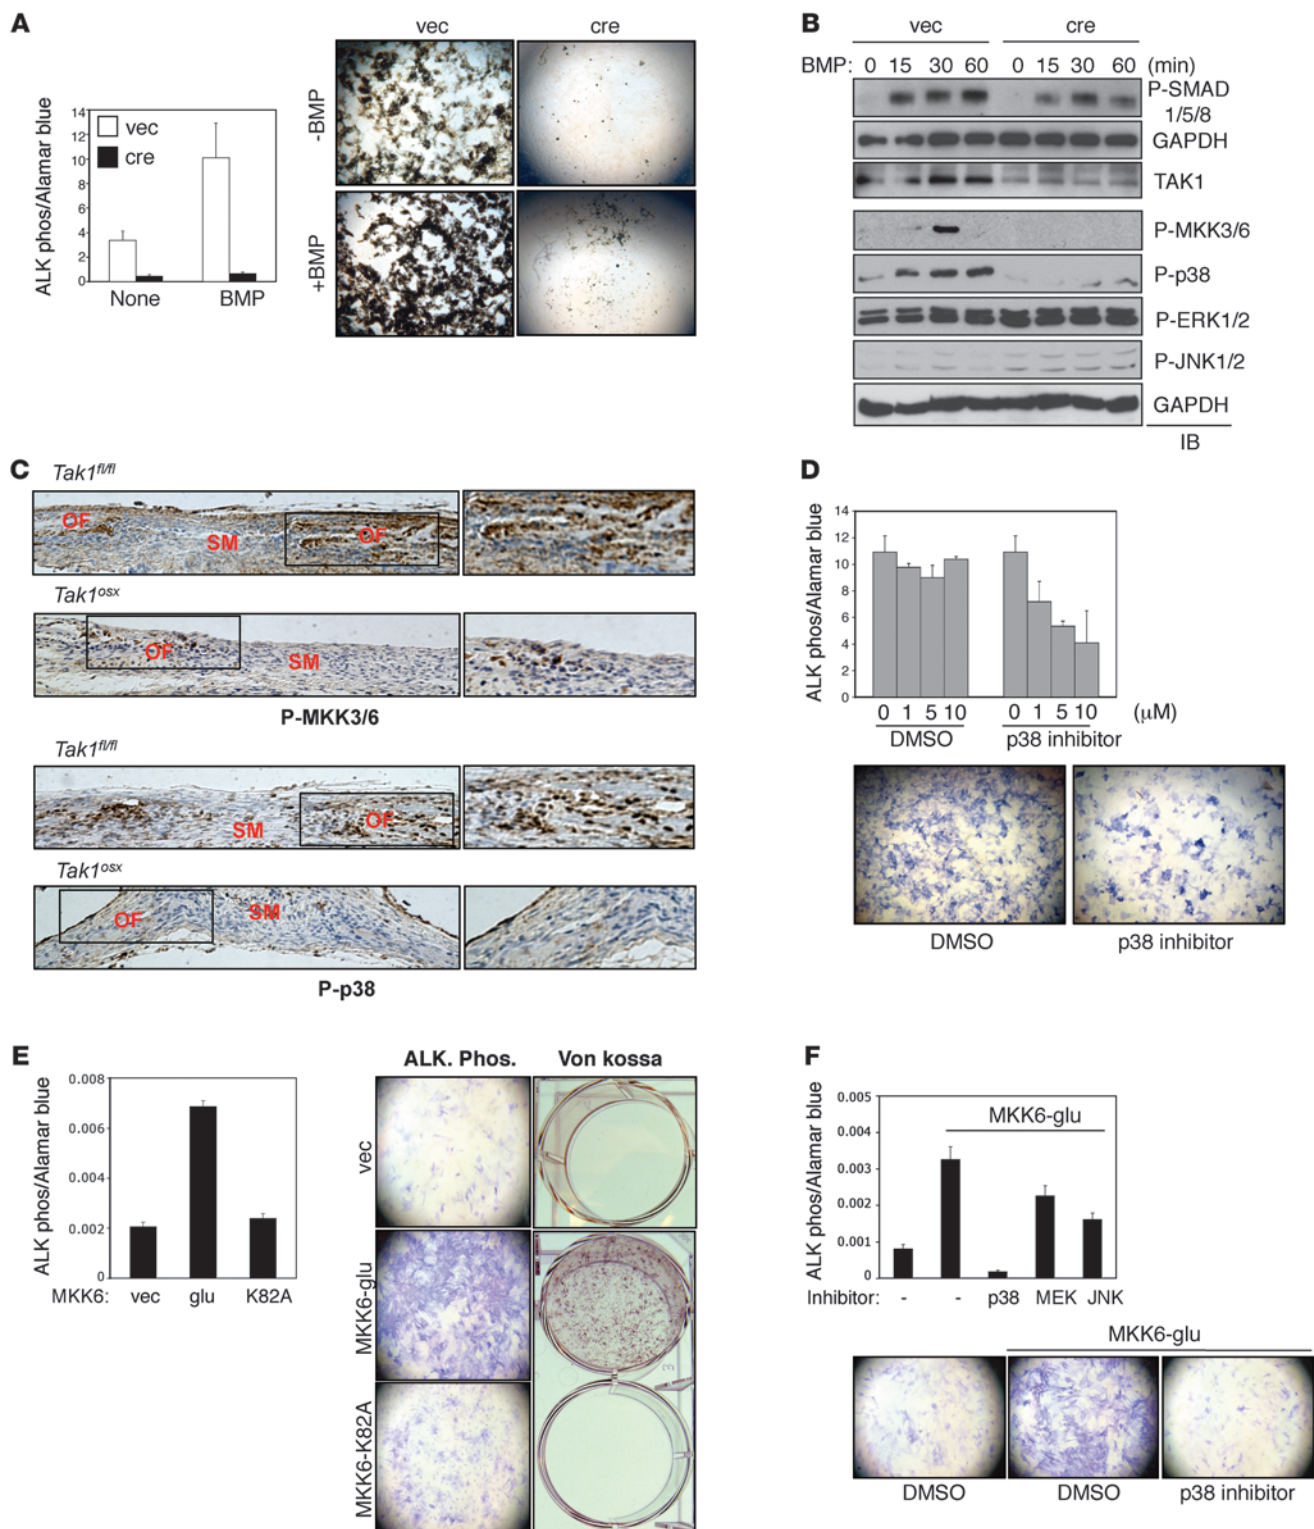 A
vec cre
ALK phos/Alamar blue
14
12
10
8
6
4
2
0
vec
cre
None BMP
-BMP
+BMP
B
vec cre
BMP: 0 15 30 60 0 15 30 60 (min)
P-SMAD
1/5/8
GAPDH
TAK1
P-MKK3/6
P-p38
P-ERK1/2
P-JNK1/2
GAPDH
IB
C
Tak1fl/fl
OF SM OF
Tak1osx
OF SM
P-MKK3/6
Tak1fl/fl
SM OF
Tak1osx
OF SM
P-p38
D
ALK phos/Alamar blue
14
12
10
8
6
4
2
0
0 1 5 10 0 1 5 10 (μM)
DMSO p38 inhibitor
DMSO p38 inhibitor
E
ALK phos/Alamar blue
0.008
0.006
0.004
0.002
0
MKK6: vec glu K82A
ALK. Phos. Von kossa
vec
MKK6-glu
MKK6-K82A
F
ALK phos/Alamar blue
0.005
0.004
0.003
0.002
0.001
0
MKK6-glu
Inhibitor: - - p38 MEK JNK
MKK6-glu
DMSO DMSO p38 inhibitor